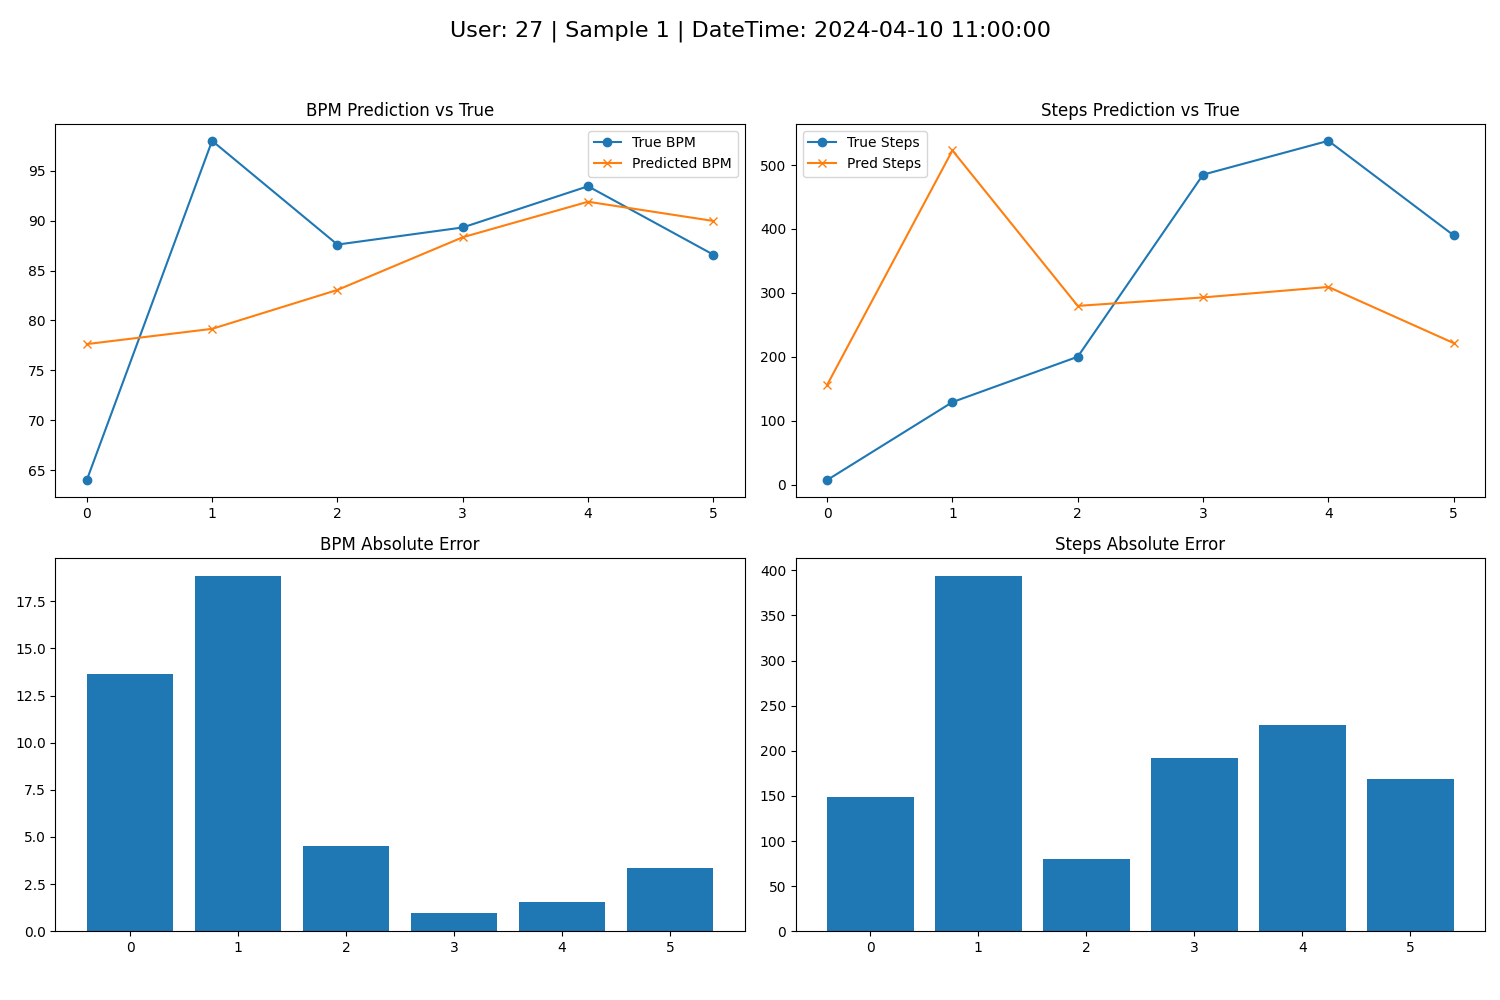 User: 27 | Sample 1 | DateTime: 2024-04-10 11:00:00
BPM Prediction vs True
True BPM
Predicted BPM
95
90
85
80
75
70
65
0 1 2 3 4 5
Steps Prediction vs True
True Steps
Pred Steps
500
400
300
200
100
0
0 1 2 3 4 5
BPM Absolute Error
17.5
15.0
12.5
10.0
7.5
5.0
2.5
0.0
0 1 2 3 4 5
Steps Absolute Error
400
350
300
250
200
150
100
50
0
0 1 2 3 4 5